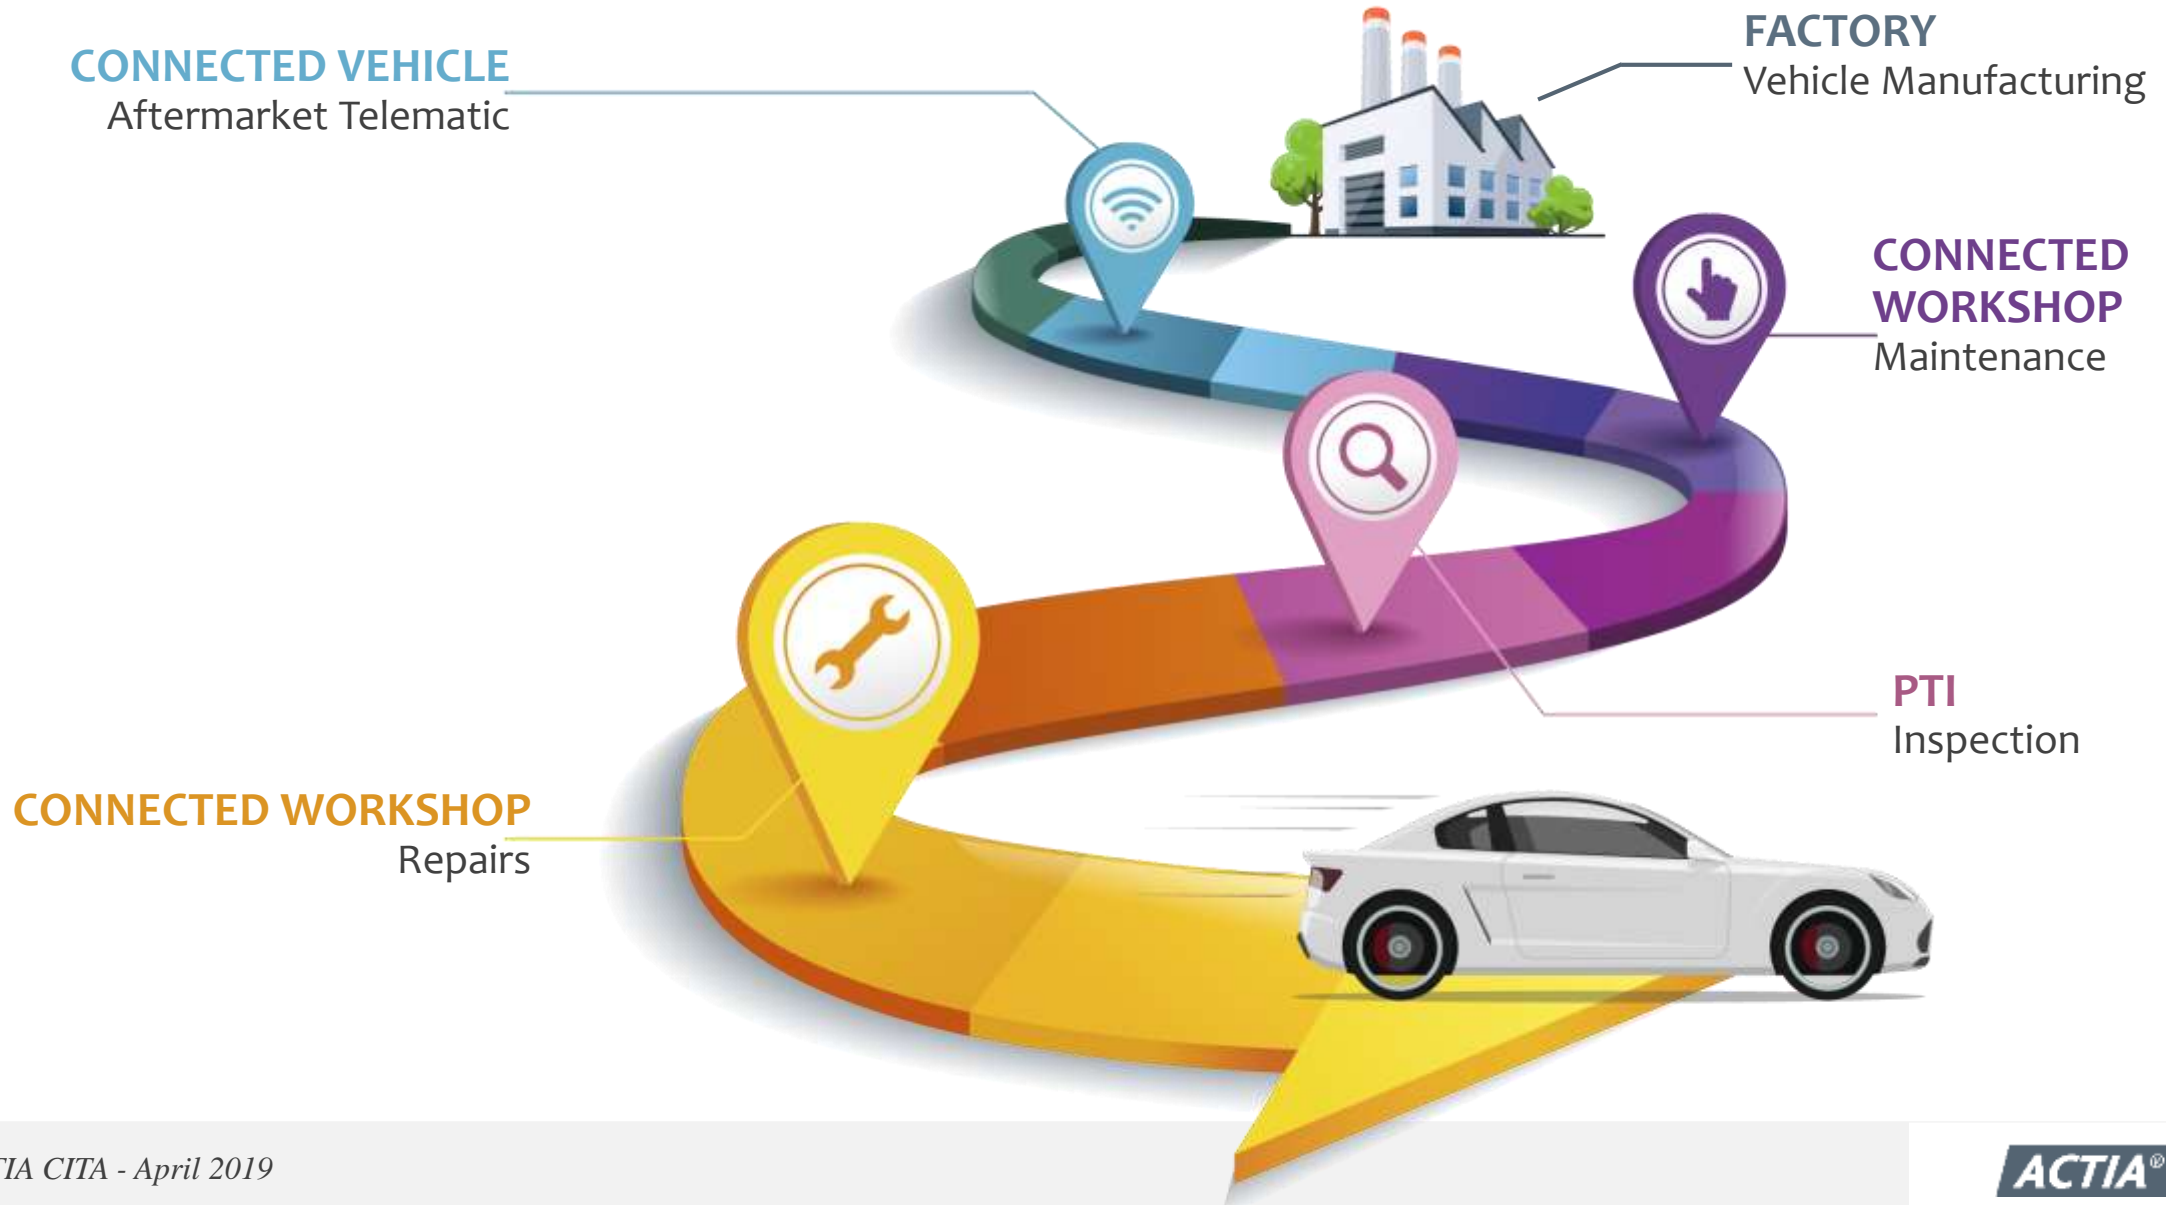 CONNECTED VEHICLE
Aftermarket Telematic
FACTORY
Vehicle Manufacturing
CONNECTED
WORKSHOP
Maintenance
PTI
Inspection
CONNECTED WORKSHOP
Repairs
CITA - April 2019
ACTIA®